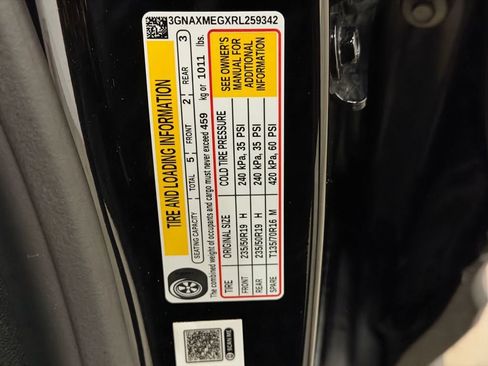 3GNAXMEGXRL259342
TIRE AND LOADING INFORMATION
SEATING CAPACITY TOTAL 5 FRONT 2 REAR 3
The combined weight of occupants and cargo must never exceed 459 kg or 1011 lbs.
TIRE ORIGINAL SIZE COLD TIRE PRESSURE
FRONT 235/50R19 H 240 kPa, 35 PSI
REAR 235/50R19 H 240 kPa, 35 PSI
SPARE T135/70R16 M 420 kPa, 60 PSI
SEE OWNER'S
MANUAL FOR
ADDITIONAL
INFORMATION
SCAN ME